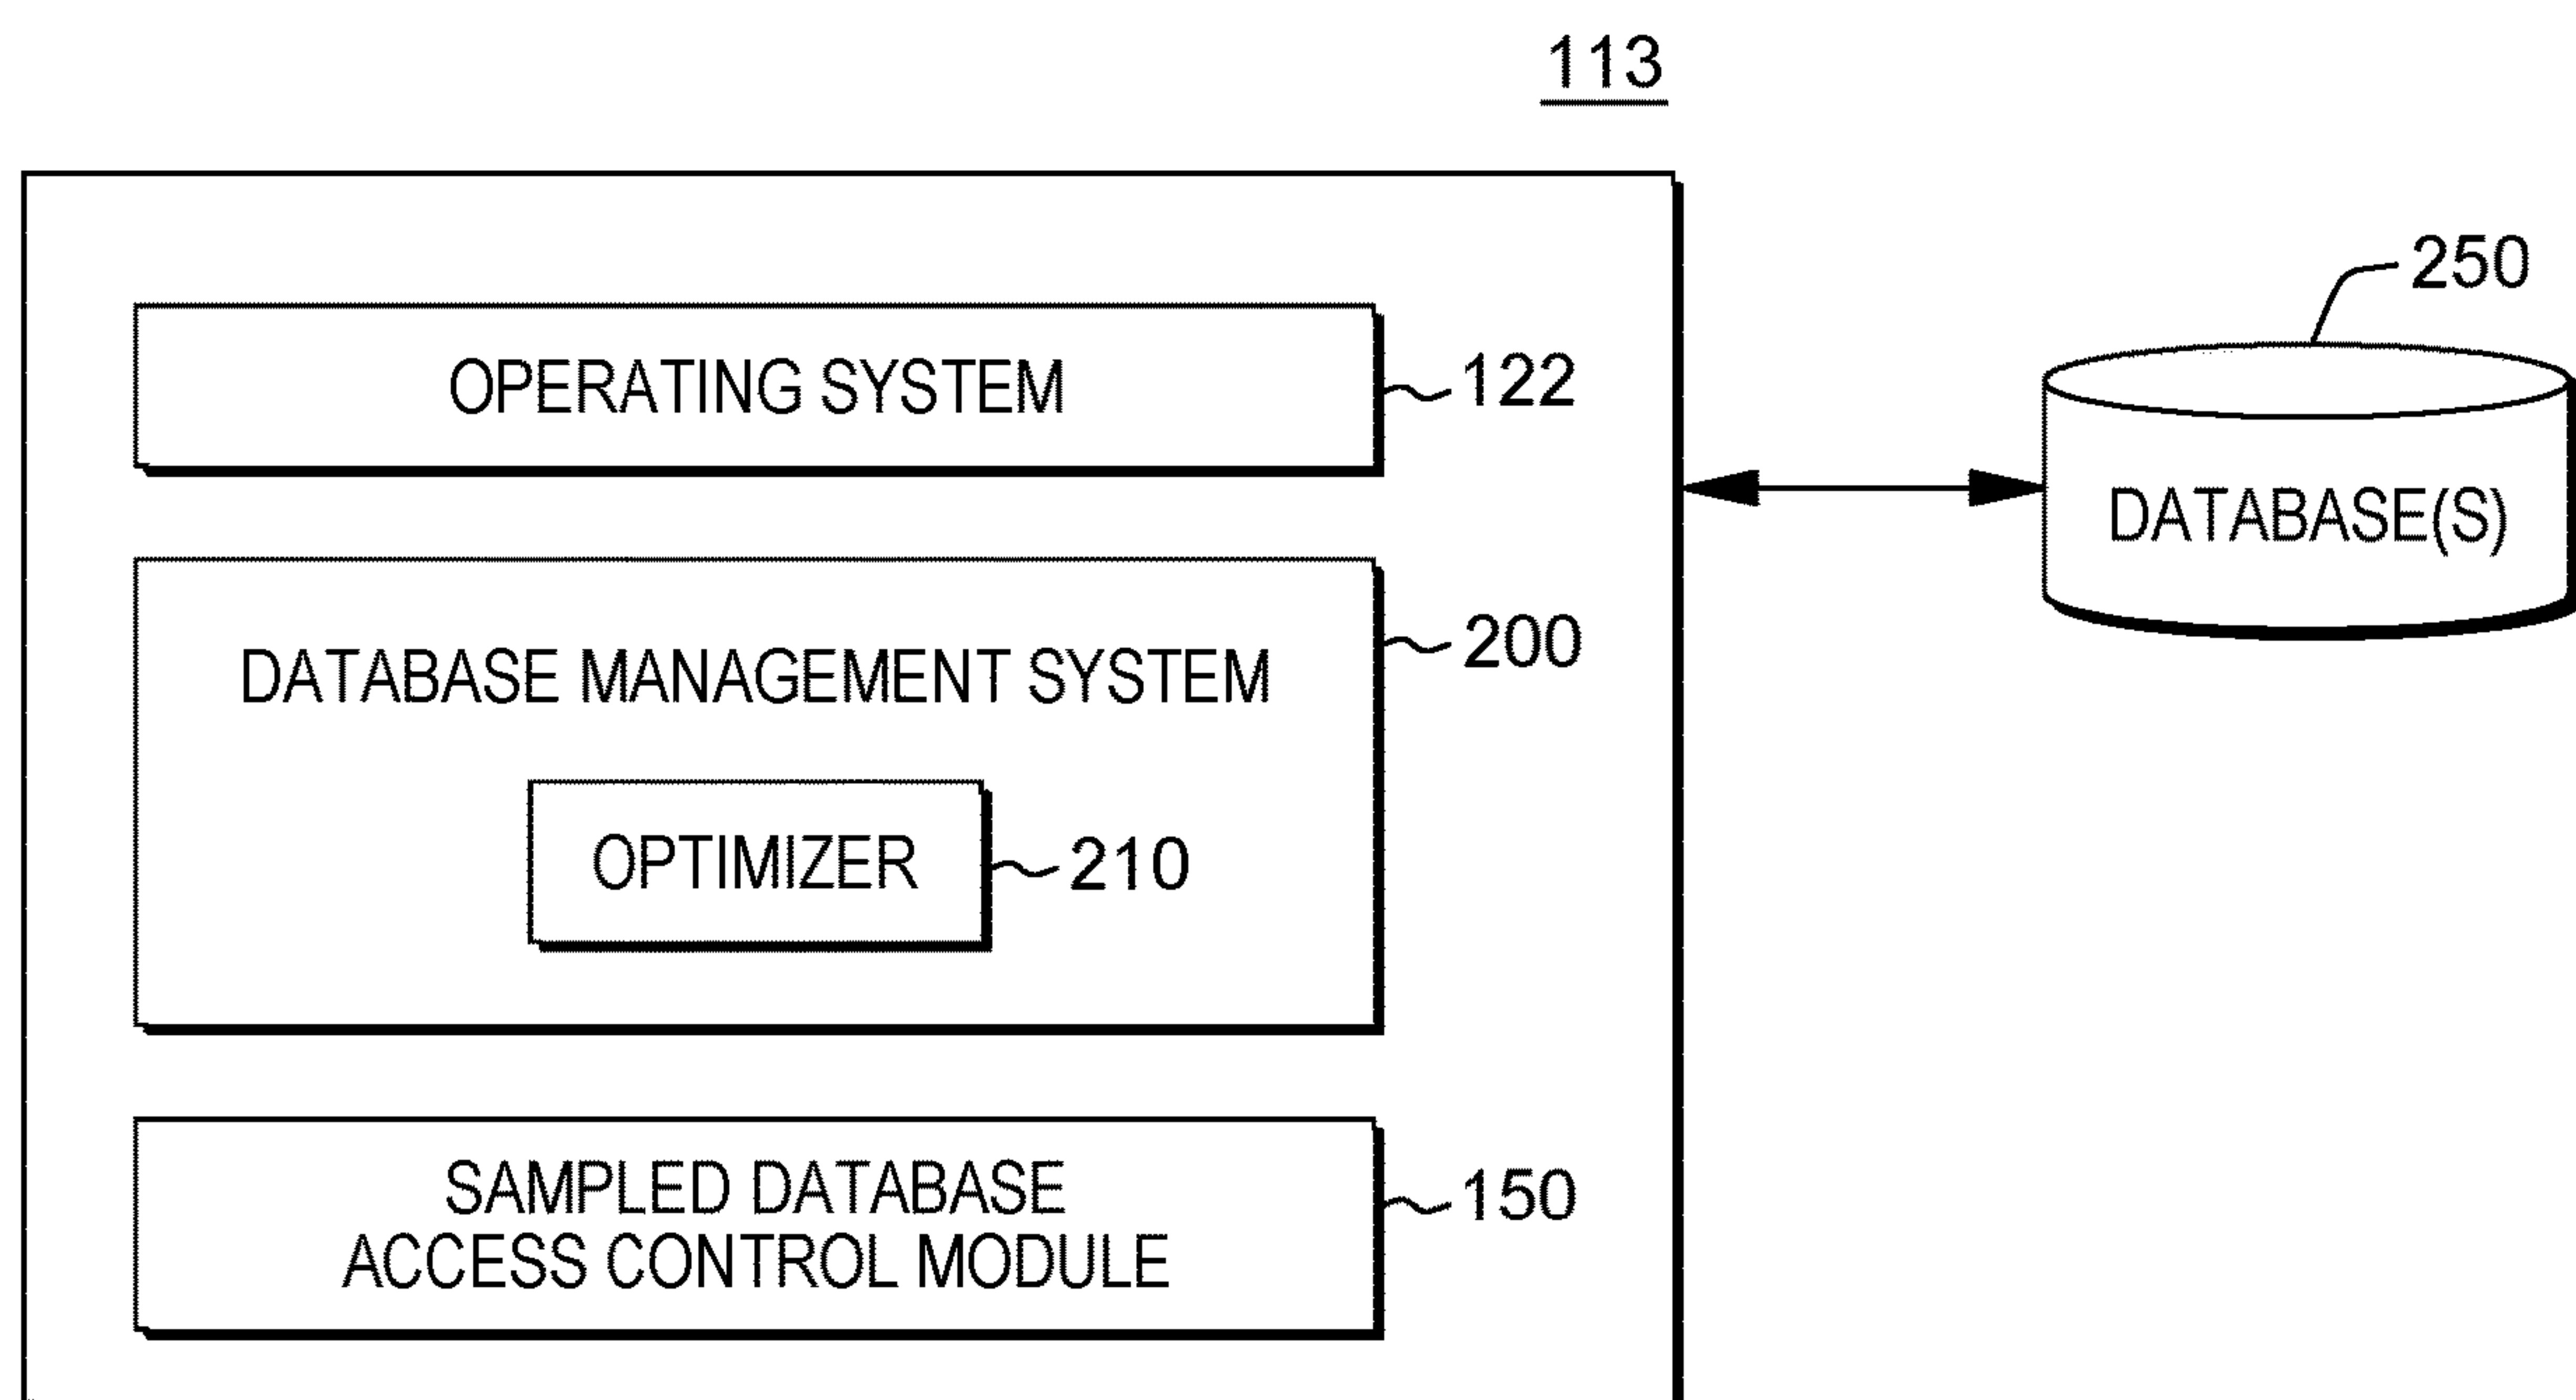 113
250
OPERATING SYSTEM
122
DATABASE(S)
DATABASE MANAGEMENT SYSTEM
200
OPTIMIZER
210
SAMPLED DATABASE
ACCESS CONTROL MODULE
150